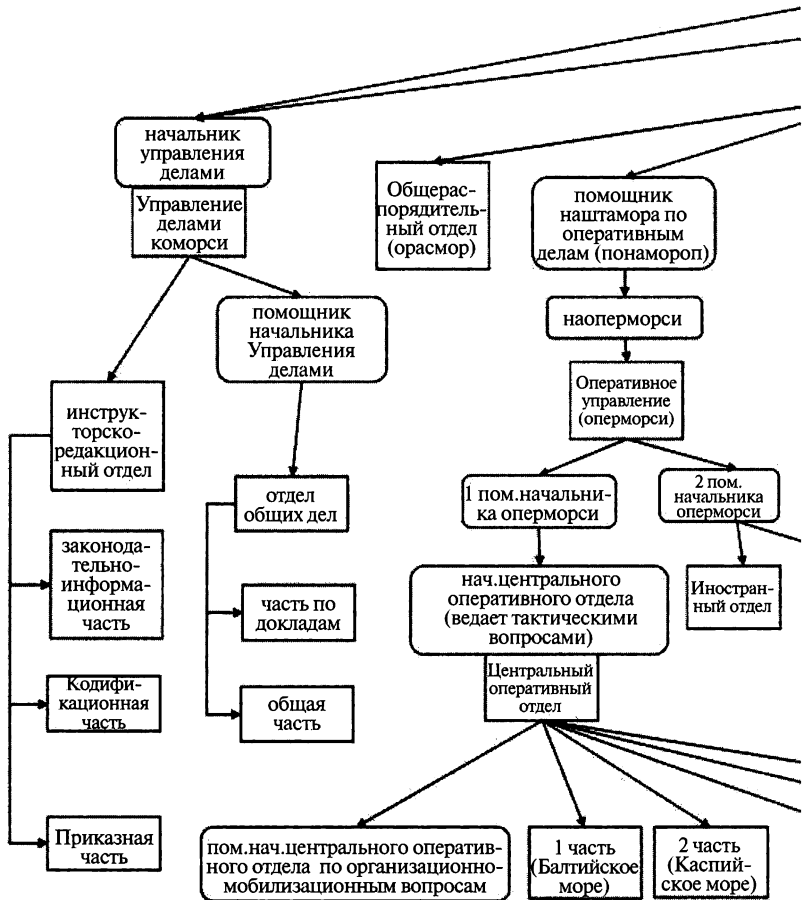 начальник
управления
делами
Управление
делами
коморси
Общерас-
порядитель-
ный отдел
(орасмор)
помощник
наштамора по
оперативным
делам (понамороп)
помощник
начальника
Управления
делами
наоперморси
Оперативное
управление
(оперморси)
инструк-
торско-
редакцион-
ный отдел
отдел
общих дел
1 пом.начальни-
ка оперморси
2 пом.
начальника
оперморси
законода-
тельно-
информа-
ционная
часть
часть по
докладам
нач.центрального
оперативного отдела
(ведает тактическими
вопросами)
Иностран-
ный отдел
Кодифи-
кационная
часть
общая
часть
Центральный
оперативный
отдел
Приказная
часть
пом.нач.центрального оператив-
ного отдела по организационно-
мобилизационным вопросам
1 часть
(Балтийское
море)
2 часть
(Каспий-
ское море)